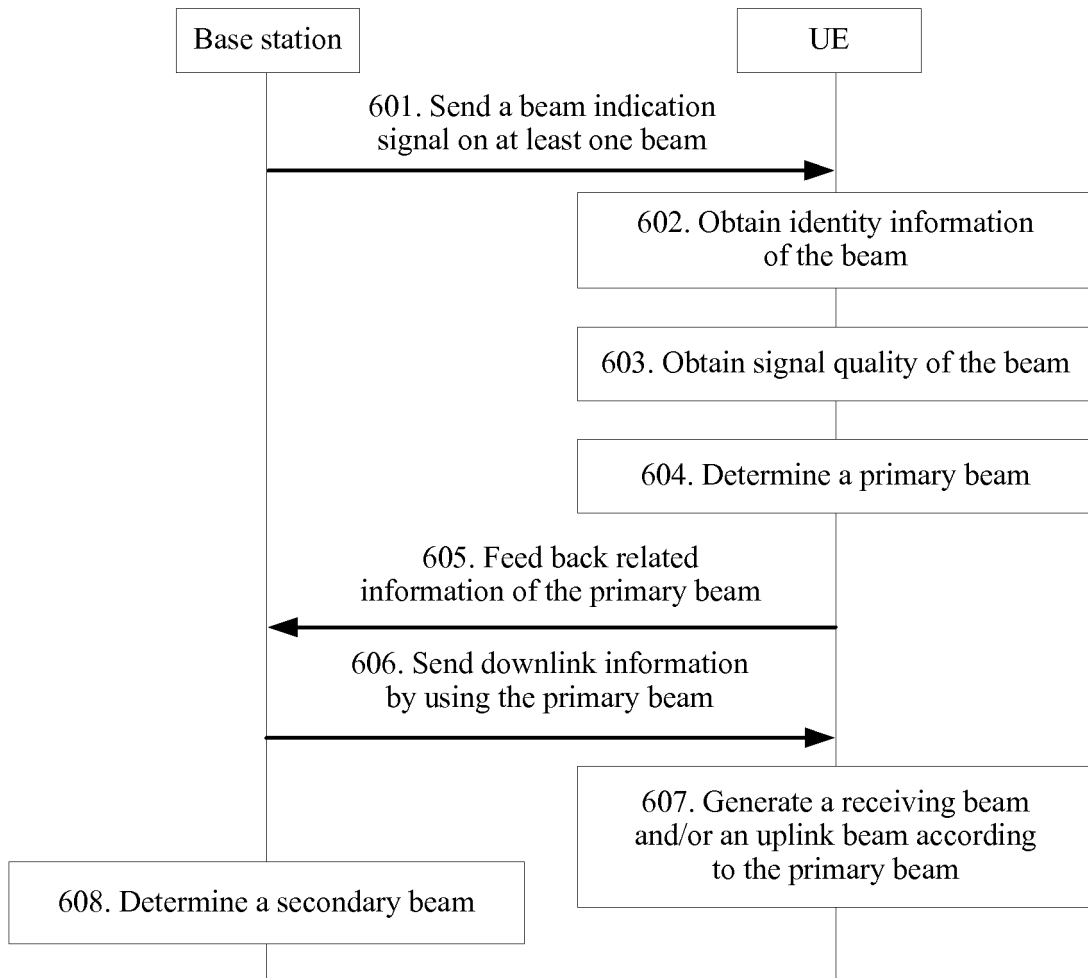 Base station
UE
601. Send a beam indication
signal on at least one beam
602. Obtain identity information
of the beam
603. Obtain signal quality of the beam
604. Determine a primary beam
605. Feed back related
information of the primary beam
606. Send downlink information
by using the primary beam
607. Generate a receiving beam
and/or an uplink beam according
to the primary beam
608. Determine a secondary beam